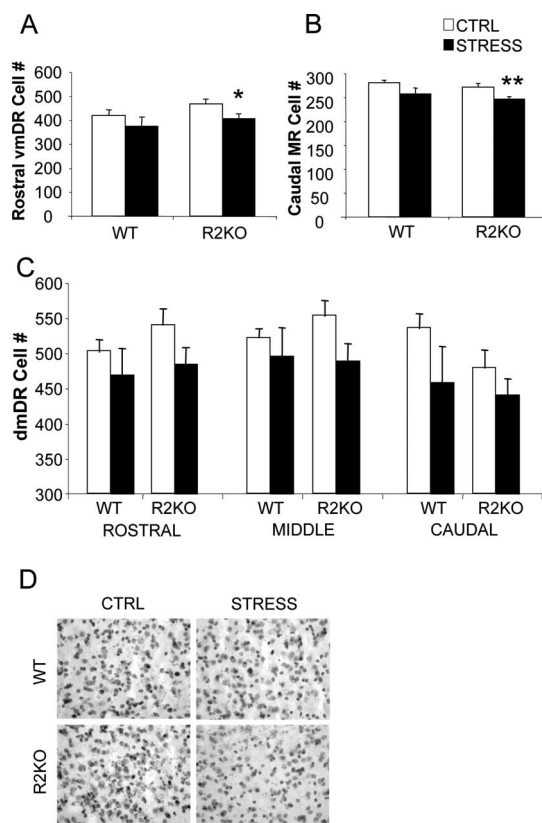 A
B
CTRL
STRESS
Rostral vmDR Cell #
600
500
400
300
200
100
0
*
WT
R2KO
Caudal MR Cell #
300
250
200
150
100
50
0
**
WT
R2KO
C
dmDR Cell #
600
550
500
450
400
350
300
WT
R2KO
WT
R2KO
WT
R2KO
ROSTRAL
MIDDLE
CAUDAL
D
CTRL
STRESS
WT
R2KO